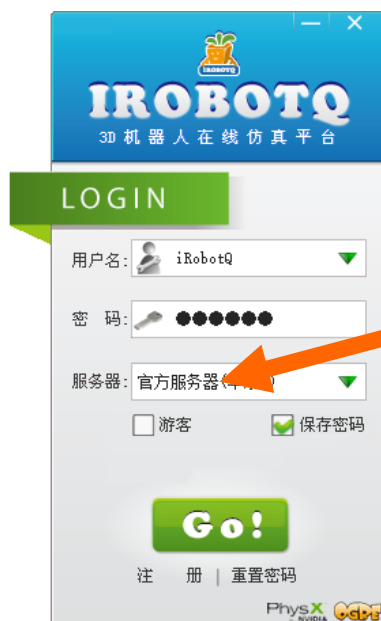 IROBOTQ
IROBOTQ
3D机器人在线仿真平台
LOGIN
用户名: iRobotQ
密 码: ●●●●●●
服务器: 官方服务器(
游客 保存密码
Go!
注 册 | 重置密码
PhysX
NVIDIA
OGRE